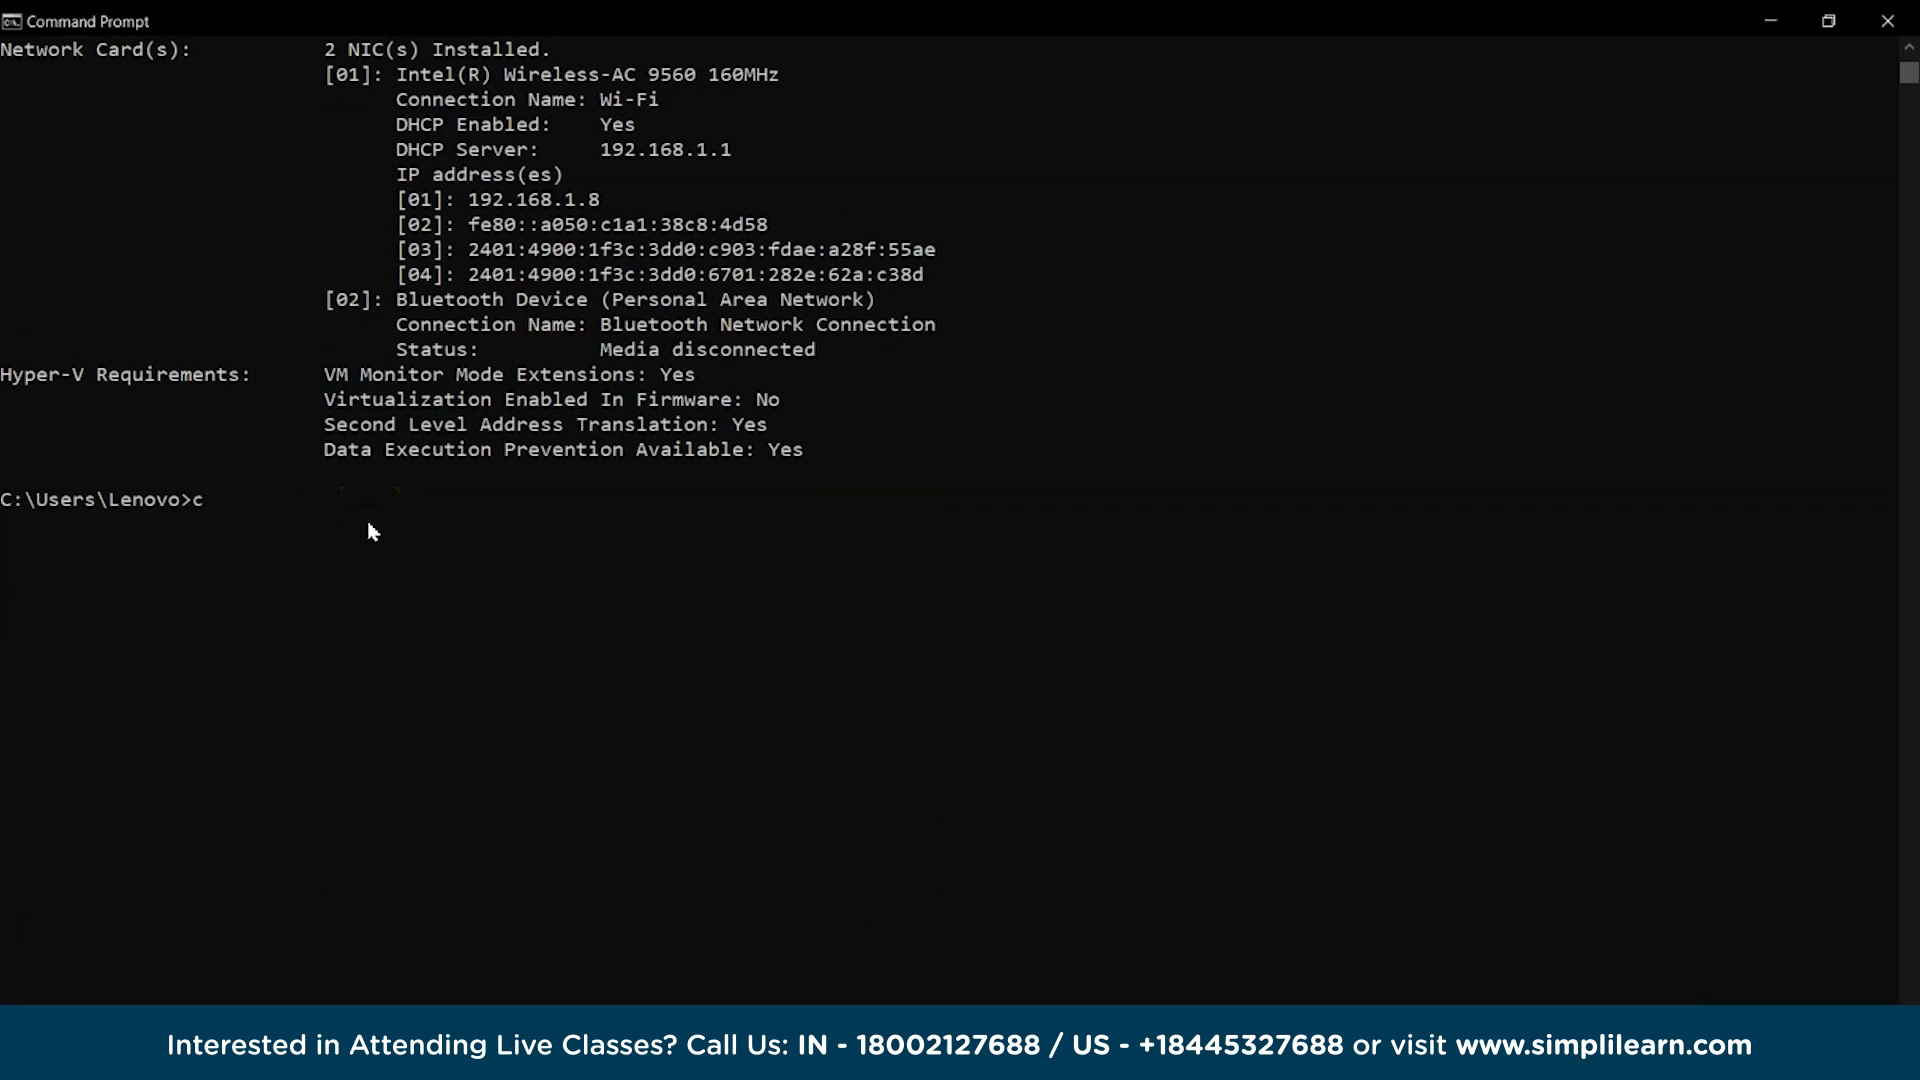 Command Prompt
Network Card(s):           2 NIC(s) Installed.
                           [01]: Intel(R) Wireless-AC 9560 160MHz
                                 Connection Name: Wi-Fi
                                 DHCP Enabled:    Yes
                                 DHCP Server:     192.168.1.1
                                 IP address(es)
                                 [01]: 192.168.1.8
                                 [02]: fe80::a050:c1a1:38c8:4d58
                                 [03]: 2401:4900:1f3c:3dd0:c903:fdae:a28f:55ae
                                 [04]: 2401:4900:1f3c:3dd0:6701:282e:62a:c38d
                           [02]: Bluetooth Device (Personal Area Network)
                                 Connection Name: Bluetooth Network Connection
                                 Status:          Media disconnected
Hyper-V Requirements:      VM Monitor Mode Extensions: Yes
                           Virtualization Enabled In Firmware: No
                           Second Level Address Translation: Yes
                           Data Execution Prevention Available: Yes
C:\Users\Lenovo>c
Interested in Attending Live Classes? Call Us: IN - 18002127688 / US - +18445327688 or visit www.simplilearn.com